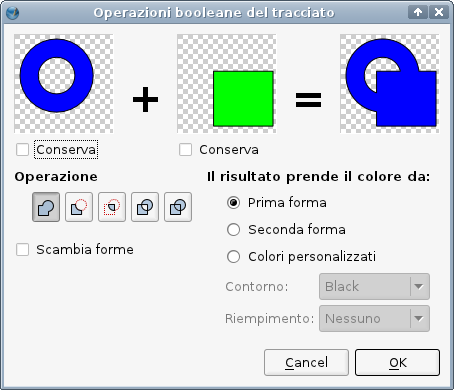 Operazioni booleane del tracciato
Conserva
Conserva
Operazione
Il risultato prende il colore da:
Prima forma
Seconda forma
Scambia forme
Colori personalizzati
Contorno:
Black
Riempimento:
Nessuno
Cancel
OK